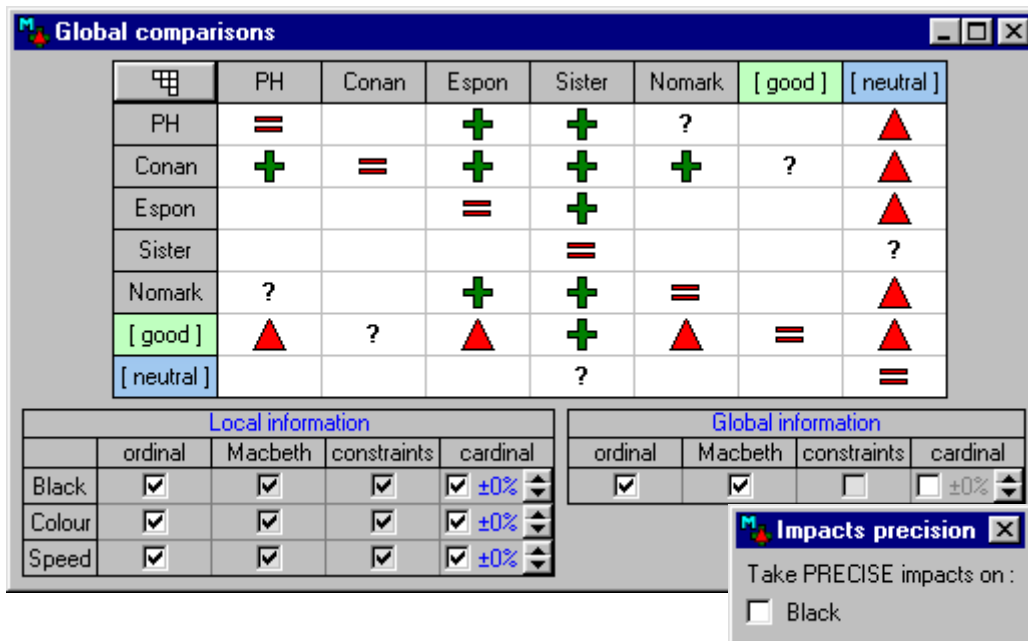 Global comparisons
PH Conan Espon Sister Nomark [ good ] [ neutral ]
PH = + + ?
Conan + = + + + ?
Espon = +
Sister = ?
Nomark ? + + =
[ good ] ? + =
[ neutral ] ? =
Local information
ordinal Macbeth constraints cardinal
Black ±0%
Colour ±0%
Speed ±0%
Global information
ordinal Macbeth constraints cardinal
±0%
M Impacts precision
Take PRECISE impacts on :
Black